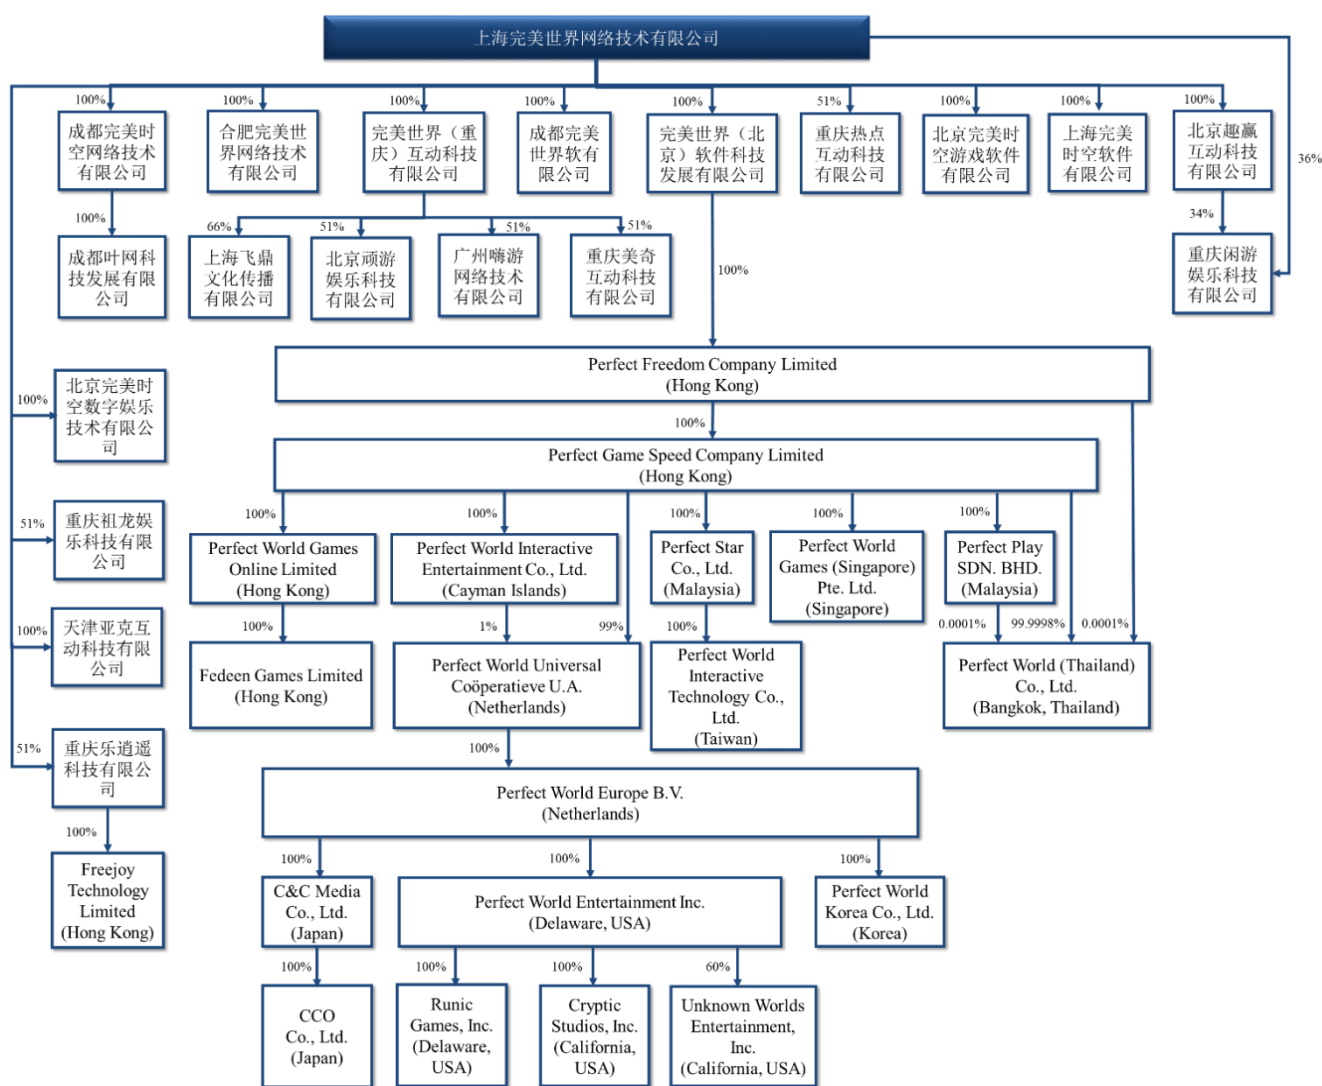 上海完美世界网络技术有限公司
100%
100%
100%
100%
100%
51%
100%
100%
100%
36%
成都完美时
空网络技术
有限公司
合肥完美世
界网络技术
有限公司
完美世界（重
庆）互动科技
有限公司
成都完美
世界软有
限公司
完美世界（北
京）软件科技
发展有限公司
重庆热点
互动科技
有限公司
北京完美时
空游戏软件
有限公司
上海完美
时空软件
有限公司
北京趣赢
互动科技
有限公司
100%
66%
51%
51%
51%
100%
34%
成都叶网科
技发展有限
公司
上海飞鼎
文化传播
有限公司
北京顽游
娱乐科技
有限公司
广州嗨游
网络技术
有限公司
重庆美奇
互动科技
有限公司
重庆闲游
娱乐科技
有限公司
Perfect Freedom Company Limited
(Hong Kong)
100%
北京完美时
空数字娱乐
技术有限公
司
100%
Perfect Game Speed Company Limited
(Hong Kong)
51%
重庆祖龙娱
乐科技有限
公司
100%
100%
99%
100%
100%
100%
99.9998%
0.0001%
Perfect World Games
Online Limited
(Hong Kong)
Perfect World Interactive
Entertainment Co., Ltd.
(Cayman Islands)
Perfect Star
Co., Ltd.
(Malaysia)
Perfect World
Games (Singapore)
Pte. Ltd.
(Singapore)
Perfect Play
SDN. BHD.
(Malaysia)
100%
天津亚克互
动科技有限
公司
100%
1%
100%
0.0001%
Fedeen Games Limited
(Hong Kong)
Perfect World Universal
Coöperatieve U.A.
(Netherlands)
Perfect World
Interactive
Technology Co.,
Ltd.
(Taiwan)
Perfect World (Thailand)
Co., Ltd.
(Bangkok, Thailand)
51%
重庆乐逍遥
科技有限公
司
100%
Perfect World Europe B.V.
(Netherlands)
100%
Freejoy
Technology
Limited
(Hong Kong)
100%
100%
100%
C&C Media
Co., Ltd.
(Japan)
Perfect World Entertainment Inc.
(Delaware, USA)
Perfect World
Korea Co., Ltd.
(Korea)
100%
100%
100%
60%
CCO
Co., Ltd.
(Japan)
Runic
Games, Inc.
(Delaware,
USA)
Cryptic
Studios, Inc.
(California,
USA)
Unknown Worlds
Entertainment,
Inc.
(California, USA)